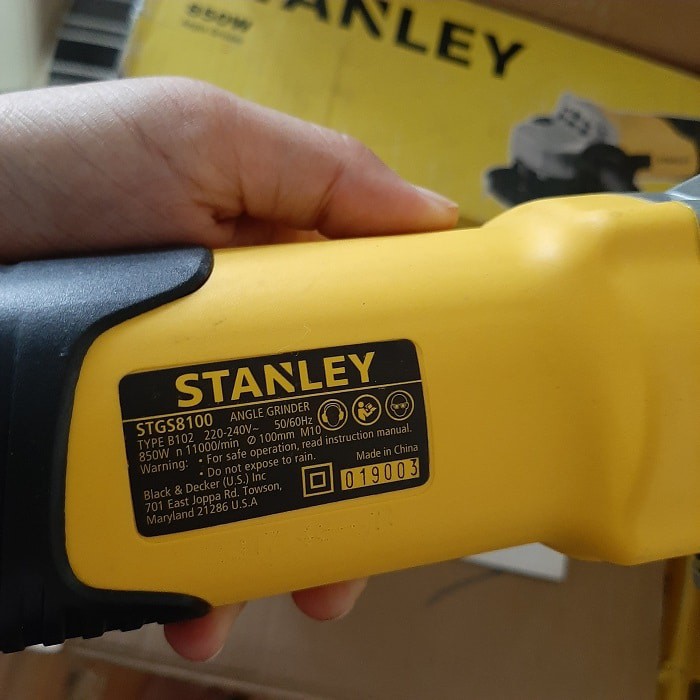 STANLEY
850W
STANLEY
STGS8100 ANGLE GRINDER
TYPE B102 220-240V~ 50/60Hz
850W n 11000/min Ø 100mm M10
Warning: • For safe operation, read instruction manual.
• Do not expose to rain.
Made in China
019003
Black & Decker (U.S.) Inc
701 East Joppa Rd. Towson,
Maryland 21286 U.S.A